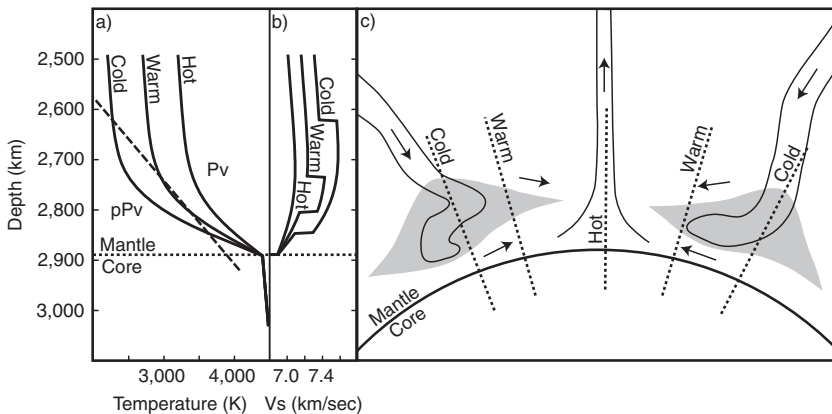 a)
b)
c)
Depth (km)
2,500
2,600
2,700
2,800
2,900
3,000
Cold
Warm
Hot
Pv
pPv
Mantle
Core
3,000 4,000
Temperature (K)
Cold
Warm
Hot
7.0 7.4
Vs (km/sec)
Cold
Warm
Hot
Warm
Cold
Mantle
Core